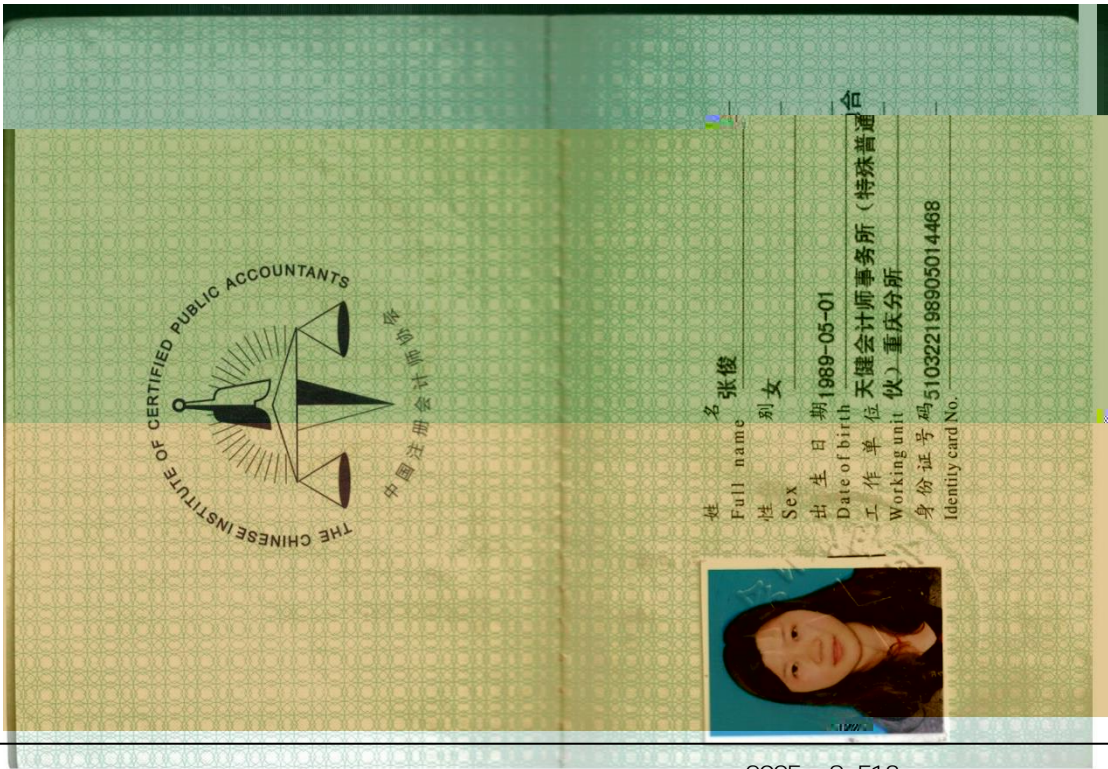 THE CHINESE INSTITUTE OF CERTIFIED PUBLIC ACCOUNTANTS
中国注册会计师协会
姓 名 张俊
Full name
性 别 女
Sex
出 生 日 期 1989-05-01
Date of birth
工 作 单 位 天健会计师事务所（特殊普通合
Working unit 伙）重庆分所
身份证号码 510322198905014468
Identity card No.